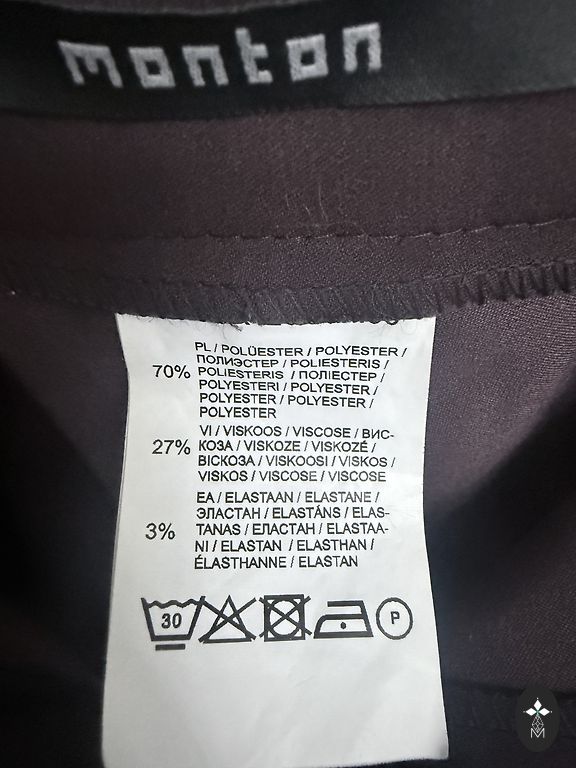 monton
70% PL / POLÜESTER / POLYESTER /
ПОЛИЭСТЕР / POLIESTERIS /
POLIESTERIS / ПОЛІЕСТЕР /
POLYESTERI / POLYESTER /
POLYESTER / POLYESTER /
POLYESTER
27% VI / VISKOOS / VISCOSE / ВИС-
КОЗА / VISKOZE / VISKOZĖ /
ВІСКОЗА / VISKOOSI / VISKOS /
VISKOS / VISCOSE / VISCOSE
3% EA / ELASTAAN / ELASTANE /
ЭЛАСТАН / ELASTĀNS / ELAS-
TANAS / ЕЛАСТАН / ELASTAA-
NI / ELASTAN / ELASTHAN /
ÉLASTHANNE / ELASTAN
30 P
M